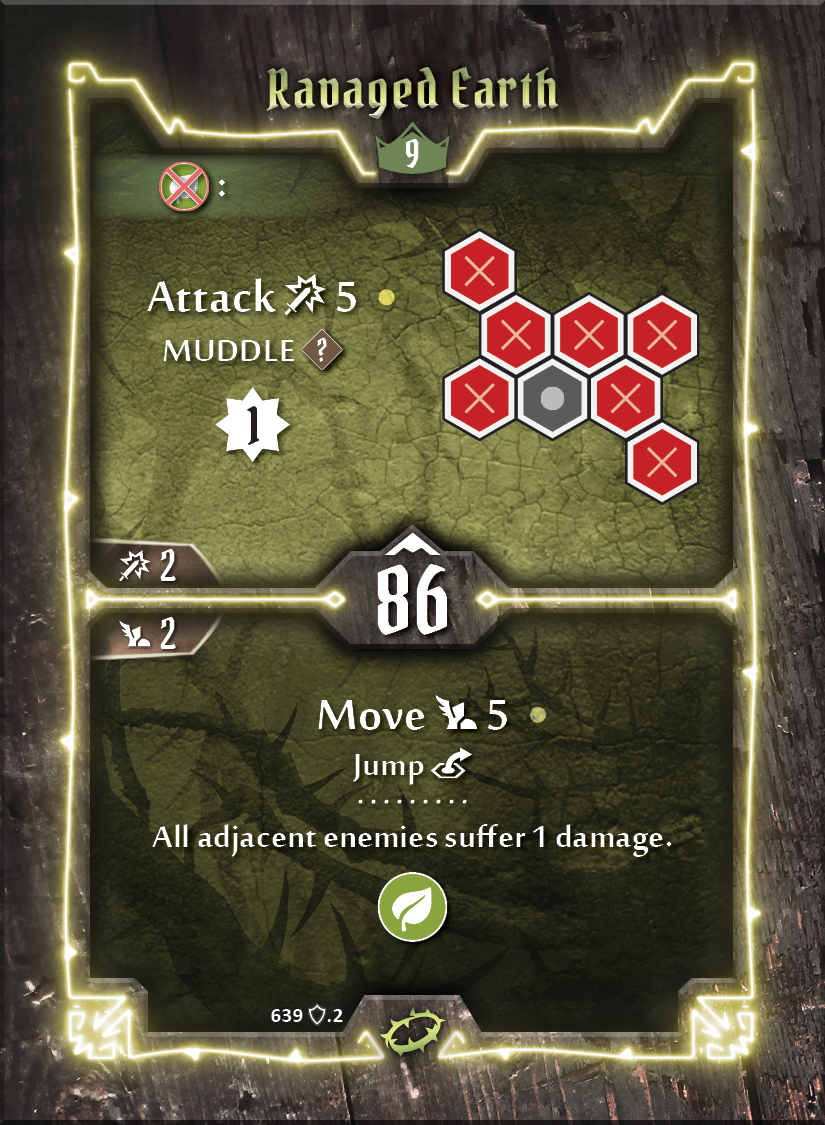 Ravaged Earth
9
:
Attack 5
MUDDLE ?
1
2
86
2
Move 5
Jump
.........
All adjacent enemies suffer 1 damage.
639 .2